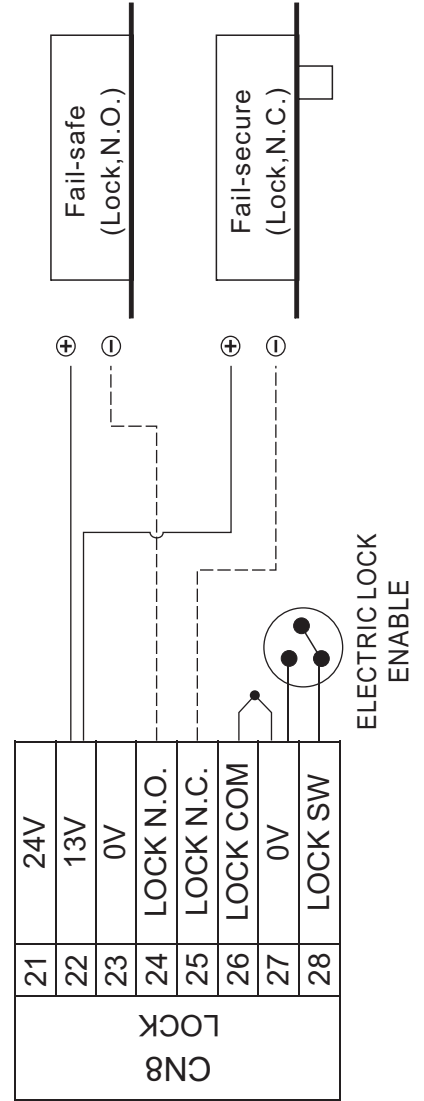 Fail-safe
(Lock,N.O.)
Fail-secure
(Lock,N.C.)
+
−
+
−
ELECTRIC LOCK
ENABLE
21 24V
22 13V
23 0V
24 LOCK N.O.
25 LOCK N.C.
26 LOCK COM
27 0V
28 LOCK SW
CN8
LOCK